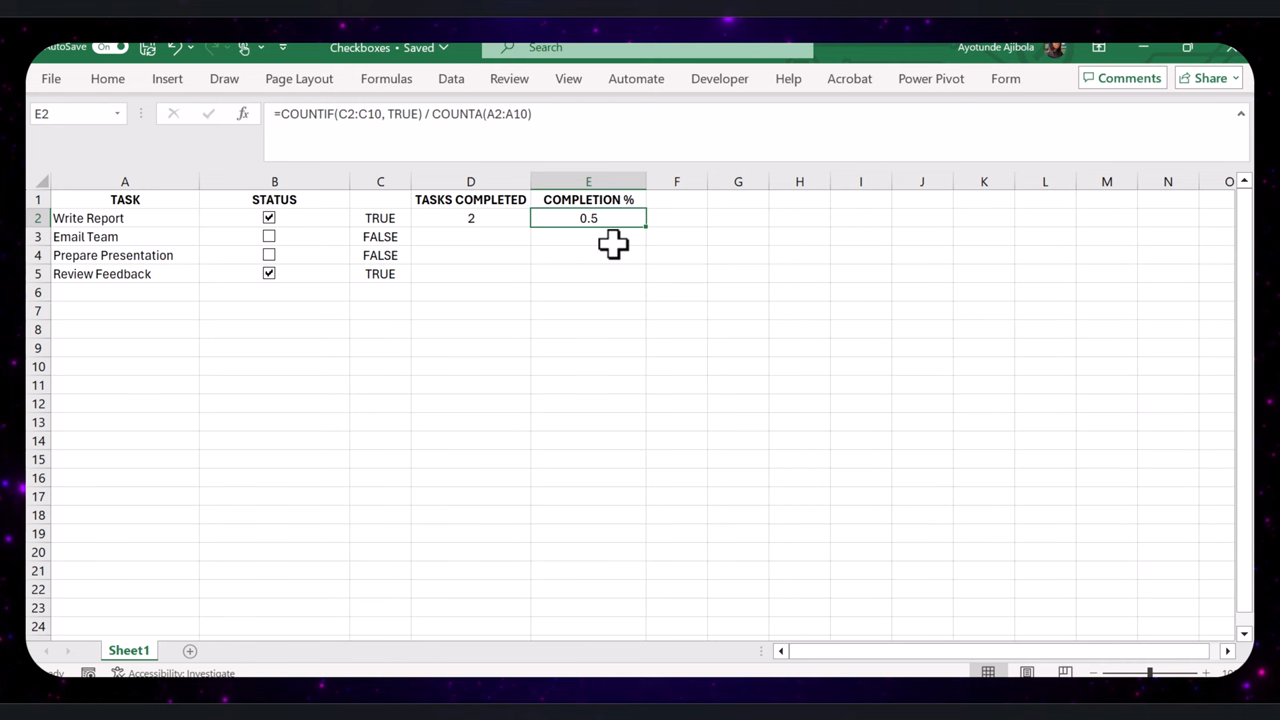 AutoSave On Checkboxes • Saved Search Ayotunde Ajibola
File Home Insert Draw Page Layout Formulas Data Review View Automate Developer Help Acrobat Power Pivot Form Comments Share
E2 fx =COUNTIF(C2:C10, TRUE) / COUNTA(A2:A10)
A B C D E F G H I J K L M N O
1 TASK STATUS TASKS COMPLETED COMPLETION %
2 Write Report TRUE 2 0.5
3 Email Team FALSE
4 Prepare Presentation FALSE
5 Review Feedback TRUE
6
7
8
9
10
11
12
13
14
15
16
17
18
19
20
21
22
23
24
Sheet1
Accessibility: Investigate